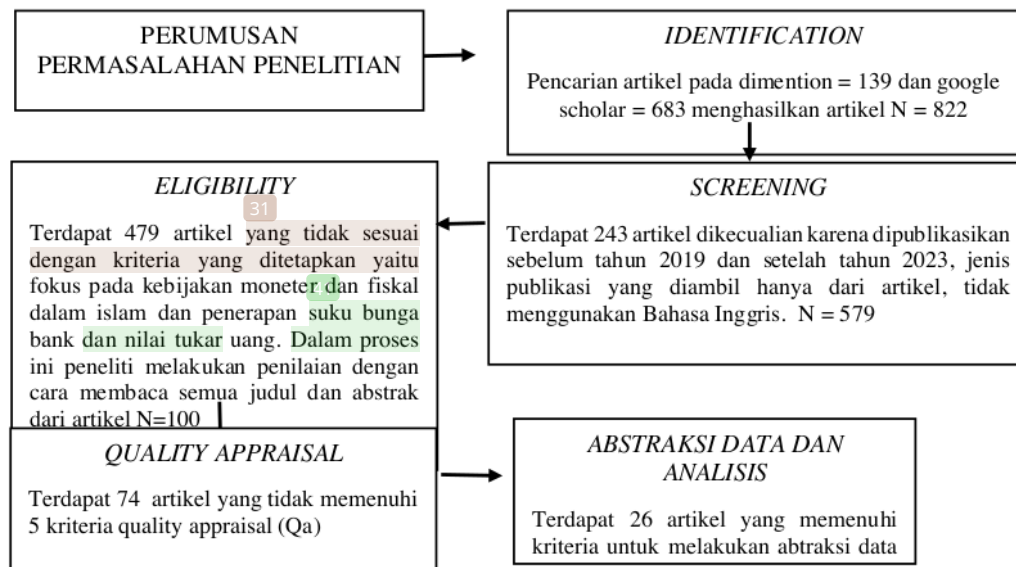 PERUMUSAN
PERMASALAHAN PENELITIAN
IDENTIFICATION
Pencarian artikel pada dimention = 139 dan google
scholar = 683 menghasilkan artikel N = 822
SCREENING
Terdapat 243 artikel dikecualian karena dipublikasikan
sebelum tahun 2019 dan setelah tahun 2023, jenis
publikasi yang diambil hanya dari artikel, tidak
menggunakan Bahasa Inggris. N = 579
ELIGIBILITY
31
Terdapat 479 artikel yang tidak sesuai
dengan kriteria yang ditetapkan yaitu
fokus pada kebijakan moneter dan fiskal
dalam islam dan penerapan suku bunga
bank dan nilai tukar uang. Dalam proses
ini peneliti melakukan penilaian dengan
cara membaca semua judul dan abstrak
dari artikel N=100
QUALITY APPRAISAL
Terdapat 74 artikel yang tidak memenuhi
5 kriteria quality appraisal (Qa)
ABSTRAKSI DATA DAN
ANALISIS
Terdapat 26 artikel yang memenuhi
kriteria untuk melakukan abtraksi data